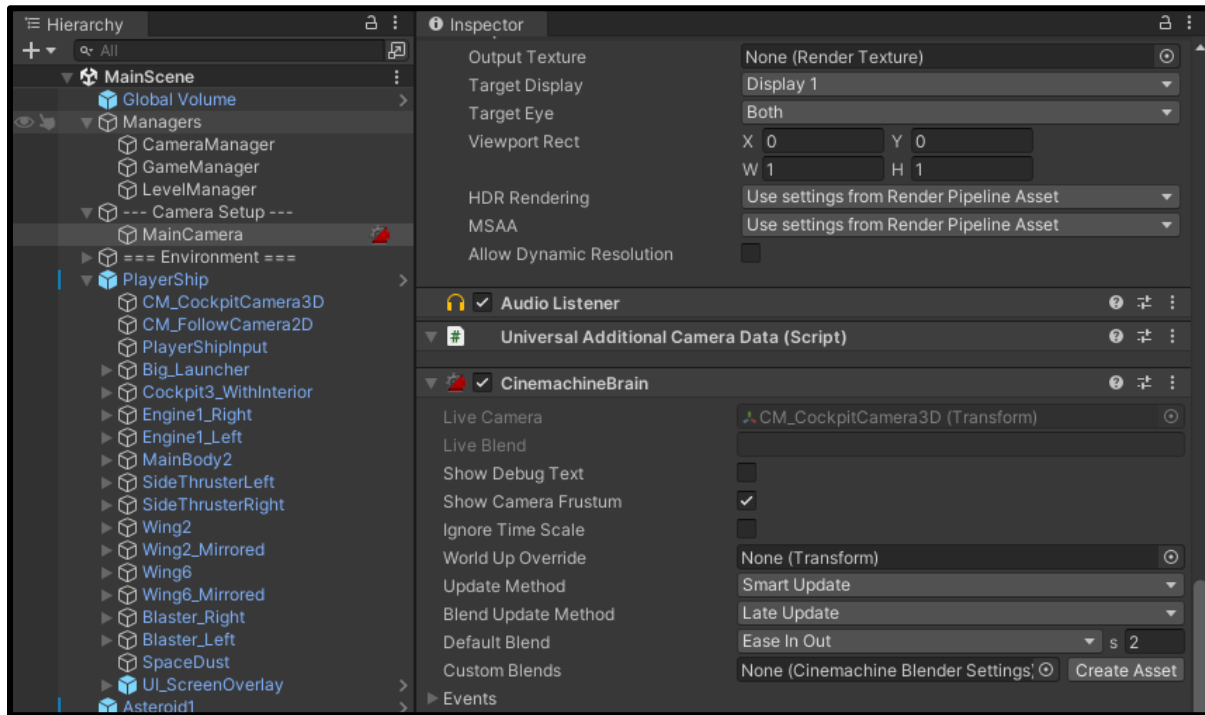 Hierarchy
All
MainScene
Global Volume
Managers
CameraManager
GameManager
LevelManager
--- Camera Setup ---
MainCamera
=== Environment ===
PlayerShip
CM_CockpitCamera3D
CM_FollowCamera2D
PlayerShipInput
Big_Launcher
Cockpit3_WithInterior
Engine1_Right
Engine1_Left
MainBody2
SideThrusterLeft
SideThrusterRight
Wing2
Wing2_Mirrored
Wing6
Wing6_Mirrored
Blaster_Right
Blaster_Left
SpaceDust
UI_ScreenOverlay
Asteroid1
Inspector
Output Texture None (Render Texture)
Target Display Display 1
Target Eye Both
Viewport Rect X 0 Y 0
W 1 H 1
HDR Rendering Use settings from Render Pipeline Asset
MSAA Use settings from Render Pipeline Asset
Allow Dynamic Resolution
Audio Listener
# Universal Additional Camera Data (Script)
CinemachineBrain
Live Camera CM_CockpitCamera3D (Transform)
Live Blend
Show Debug Text
Show Camera Frustum
Ignore Time Scale
World Up Override None (Transform)
Update Method Smart Update
Blend Update Method Late Update
Default Blend Ease In Out s 2
Custom Blends None (Cinemachine Blender Settings) Create Asset
Events